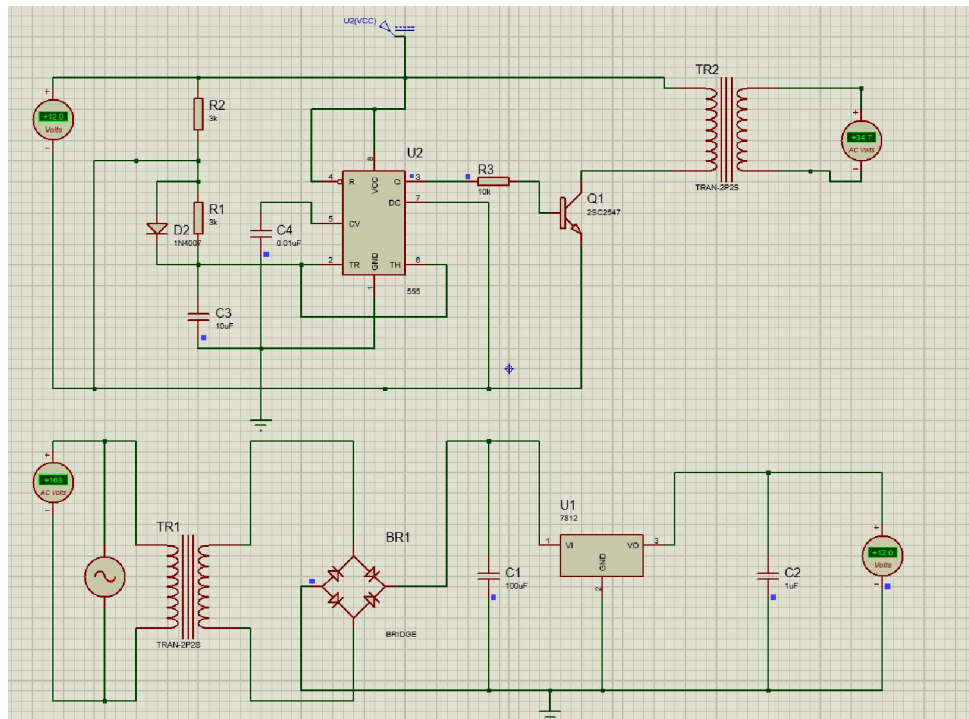 U2(VCC)
TR2
TRAN-2P2S
+12.0
Volts
R2
3k
+34.7
AC Volts
U2
8
VCC
4
R
Q
3
DC
7
5
CV
GND
1
2
TR
TH
6
555
R3
10k
Q1
2SC2547
R1
3k
D2
1N4007
C4
0.01uF
C3
10uF
+163
AC Volts
TR1
TRAN-2P2S
BR1
BRIDGE
C1
100uF
U1
7812
1
VI
VO
3
GND
2
C2
1uF
+12.0
Volts